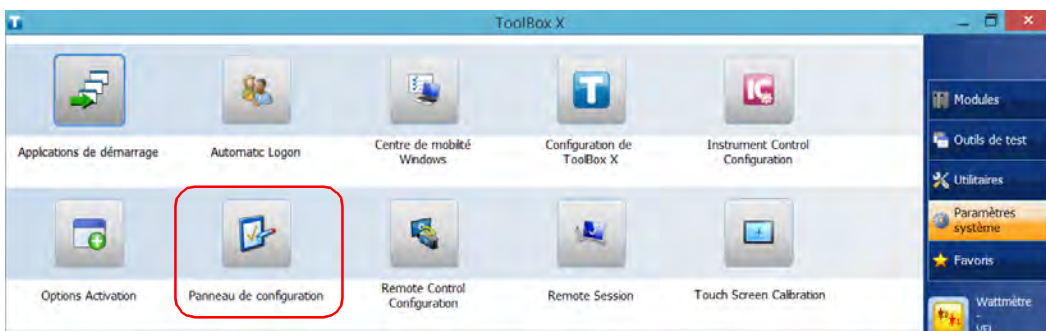 ToolBox X
Applications de démarrage
Automatic Logon
Centre de mobilité
Windows
Configuration de
ToolBox X
Instrument Control
Configuration
Options Activation
Panneau de configuration
Remote Control
Configuration
Remote Session
Touch Screen Calibration
Modules
Outils de test
Utilitaires
Paramètres
système
Favoris
Wattmètre
-
VFL